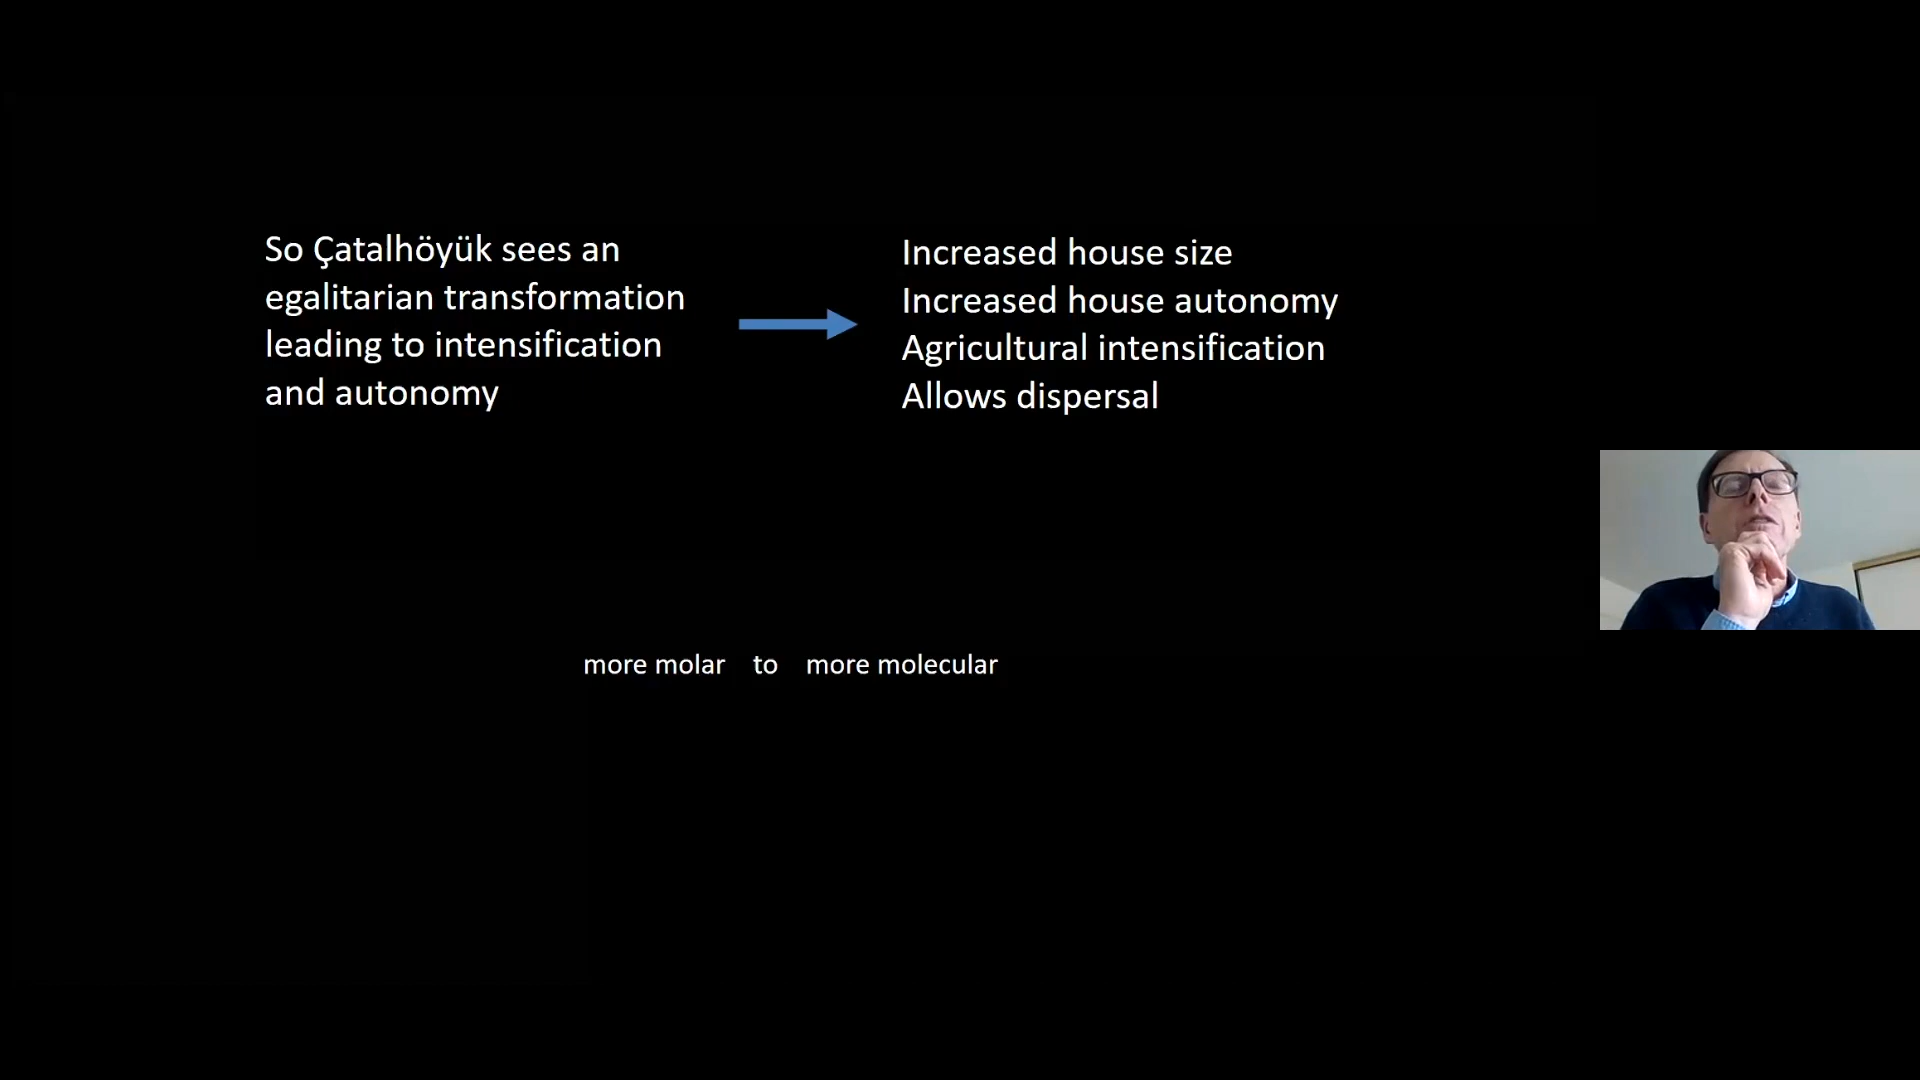 So Çatalhöyük sees an
egalitarian transformation
leading to intensification
and autonomy
Increased house size
Increased house autonomy
Agricultural intensification
Allows dispersal
more molar to more molecular